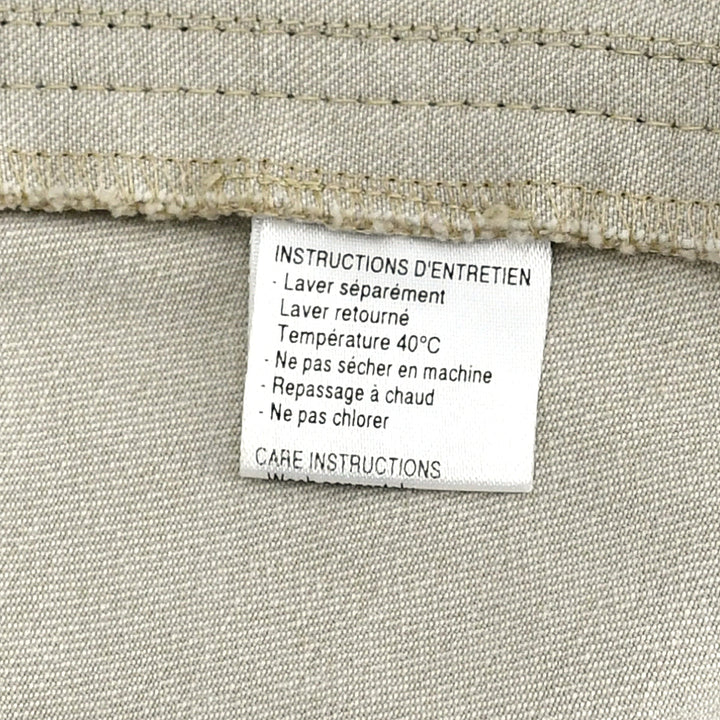 INSTRUCTIONS D'ENTRETIEN
- Laver séparément
Laver retourné
Température 40°C
- Ne pas sécher en machine
- Repassage à chaud
- Ne pas chlorer
CARE INSTRUCTIONS